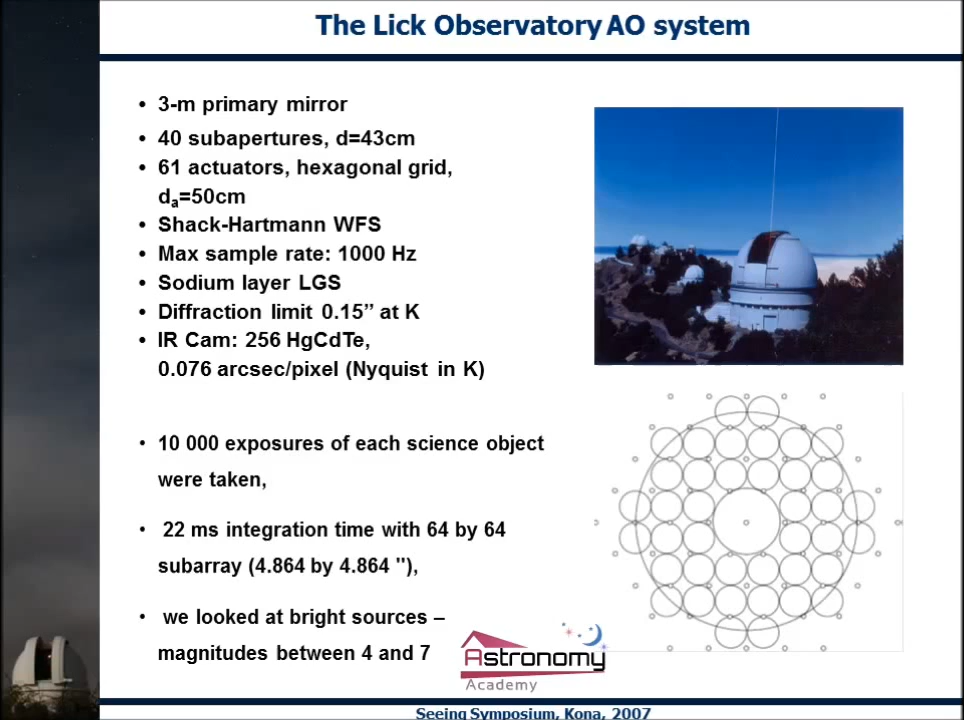 The Lick Observatory AO system
• 3-m primary mirror
• 40 subapertures, d=43cm
• 61 actuators, hexagonal grid,
da=50cm
• Shack-Hartmann WFS
• Max sample rate: 1000 Hz
• Sodium layer LGS
• Diffraction limit 0.15” at K
• IR Cam: 256 HgCdTe,
0.076 arcsec/pixel (Nyquist in K)
• 10 000 exposures of each science object
were taken,
• 22 ms integration time with 64 by 64
subarray (4.864 by 4.864 "),
• we looked at bright sources –
magnitudes between 4 and 7
Astronomy
Academy
Seeing Symposium, Kona, 2007